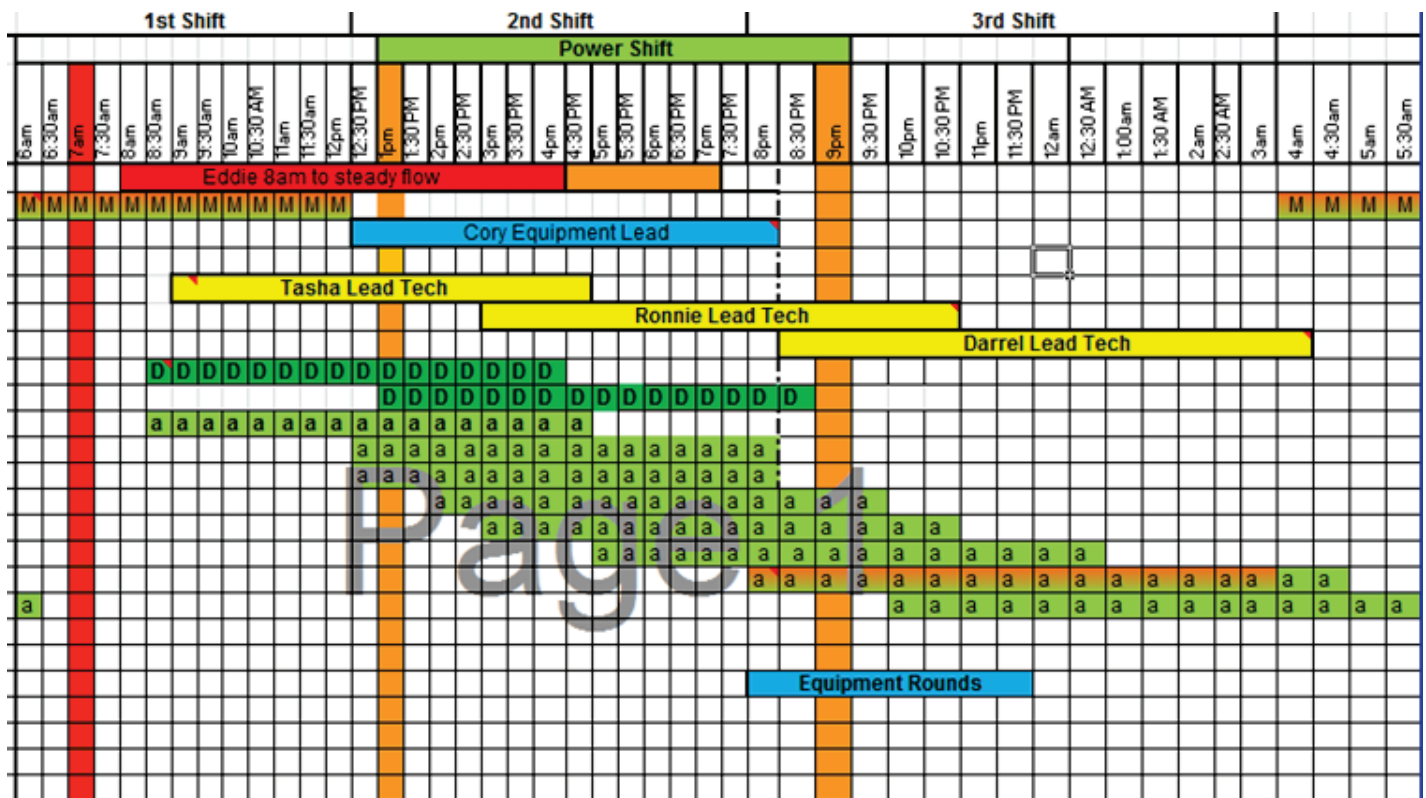 1st Shift 2nd Shift 3rd Shift
Power Shift
6am 6:30am 7am 7:30am 8am 8:30am 9am 9:30am 10am 10:30 AM 11am 11:30am 12pm 12:30 PM 1pm 1:30 PM 2pm 2:30 PM 3pm 3:30 PM 4pm 4:30 PM 5pm 5:30 PM 6pm 6:30 pm 7pm 7:30 PM 8pm 8:30 PM 9pm 9:30 PM 10pm 10:30 PM 11pm 11:30 PM 12am 12:30 AM 1:00am 1:30 AM 2am 2:30 AM 3am 4am 4:30am 5am 5:30am
Eddie 8am to steady flow
M M M M M M M M M M M M M M M M M
Cory Equipment Lead
Tasha Lead Tech
Ronnie Lead Tech
Darrel Lead Tech
D D D D D D D D D D D D D D D D
D D D D D D D D D D D D D D D D
a a a a a a a a a a a a a a a a a
a a a a a a a a a a a a a a a a
a a a a a a a a a a a a a a a a
a a a a a a a a a a a a a a a a
a a a a a a a a a a a a a a a a
a a a a a a a a a a a a a a a a
a a a a a a a a a a a a a a a a a
a a a a a a a a a a a a a a a a
Page 1
Equipment Rounds